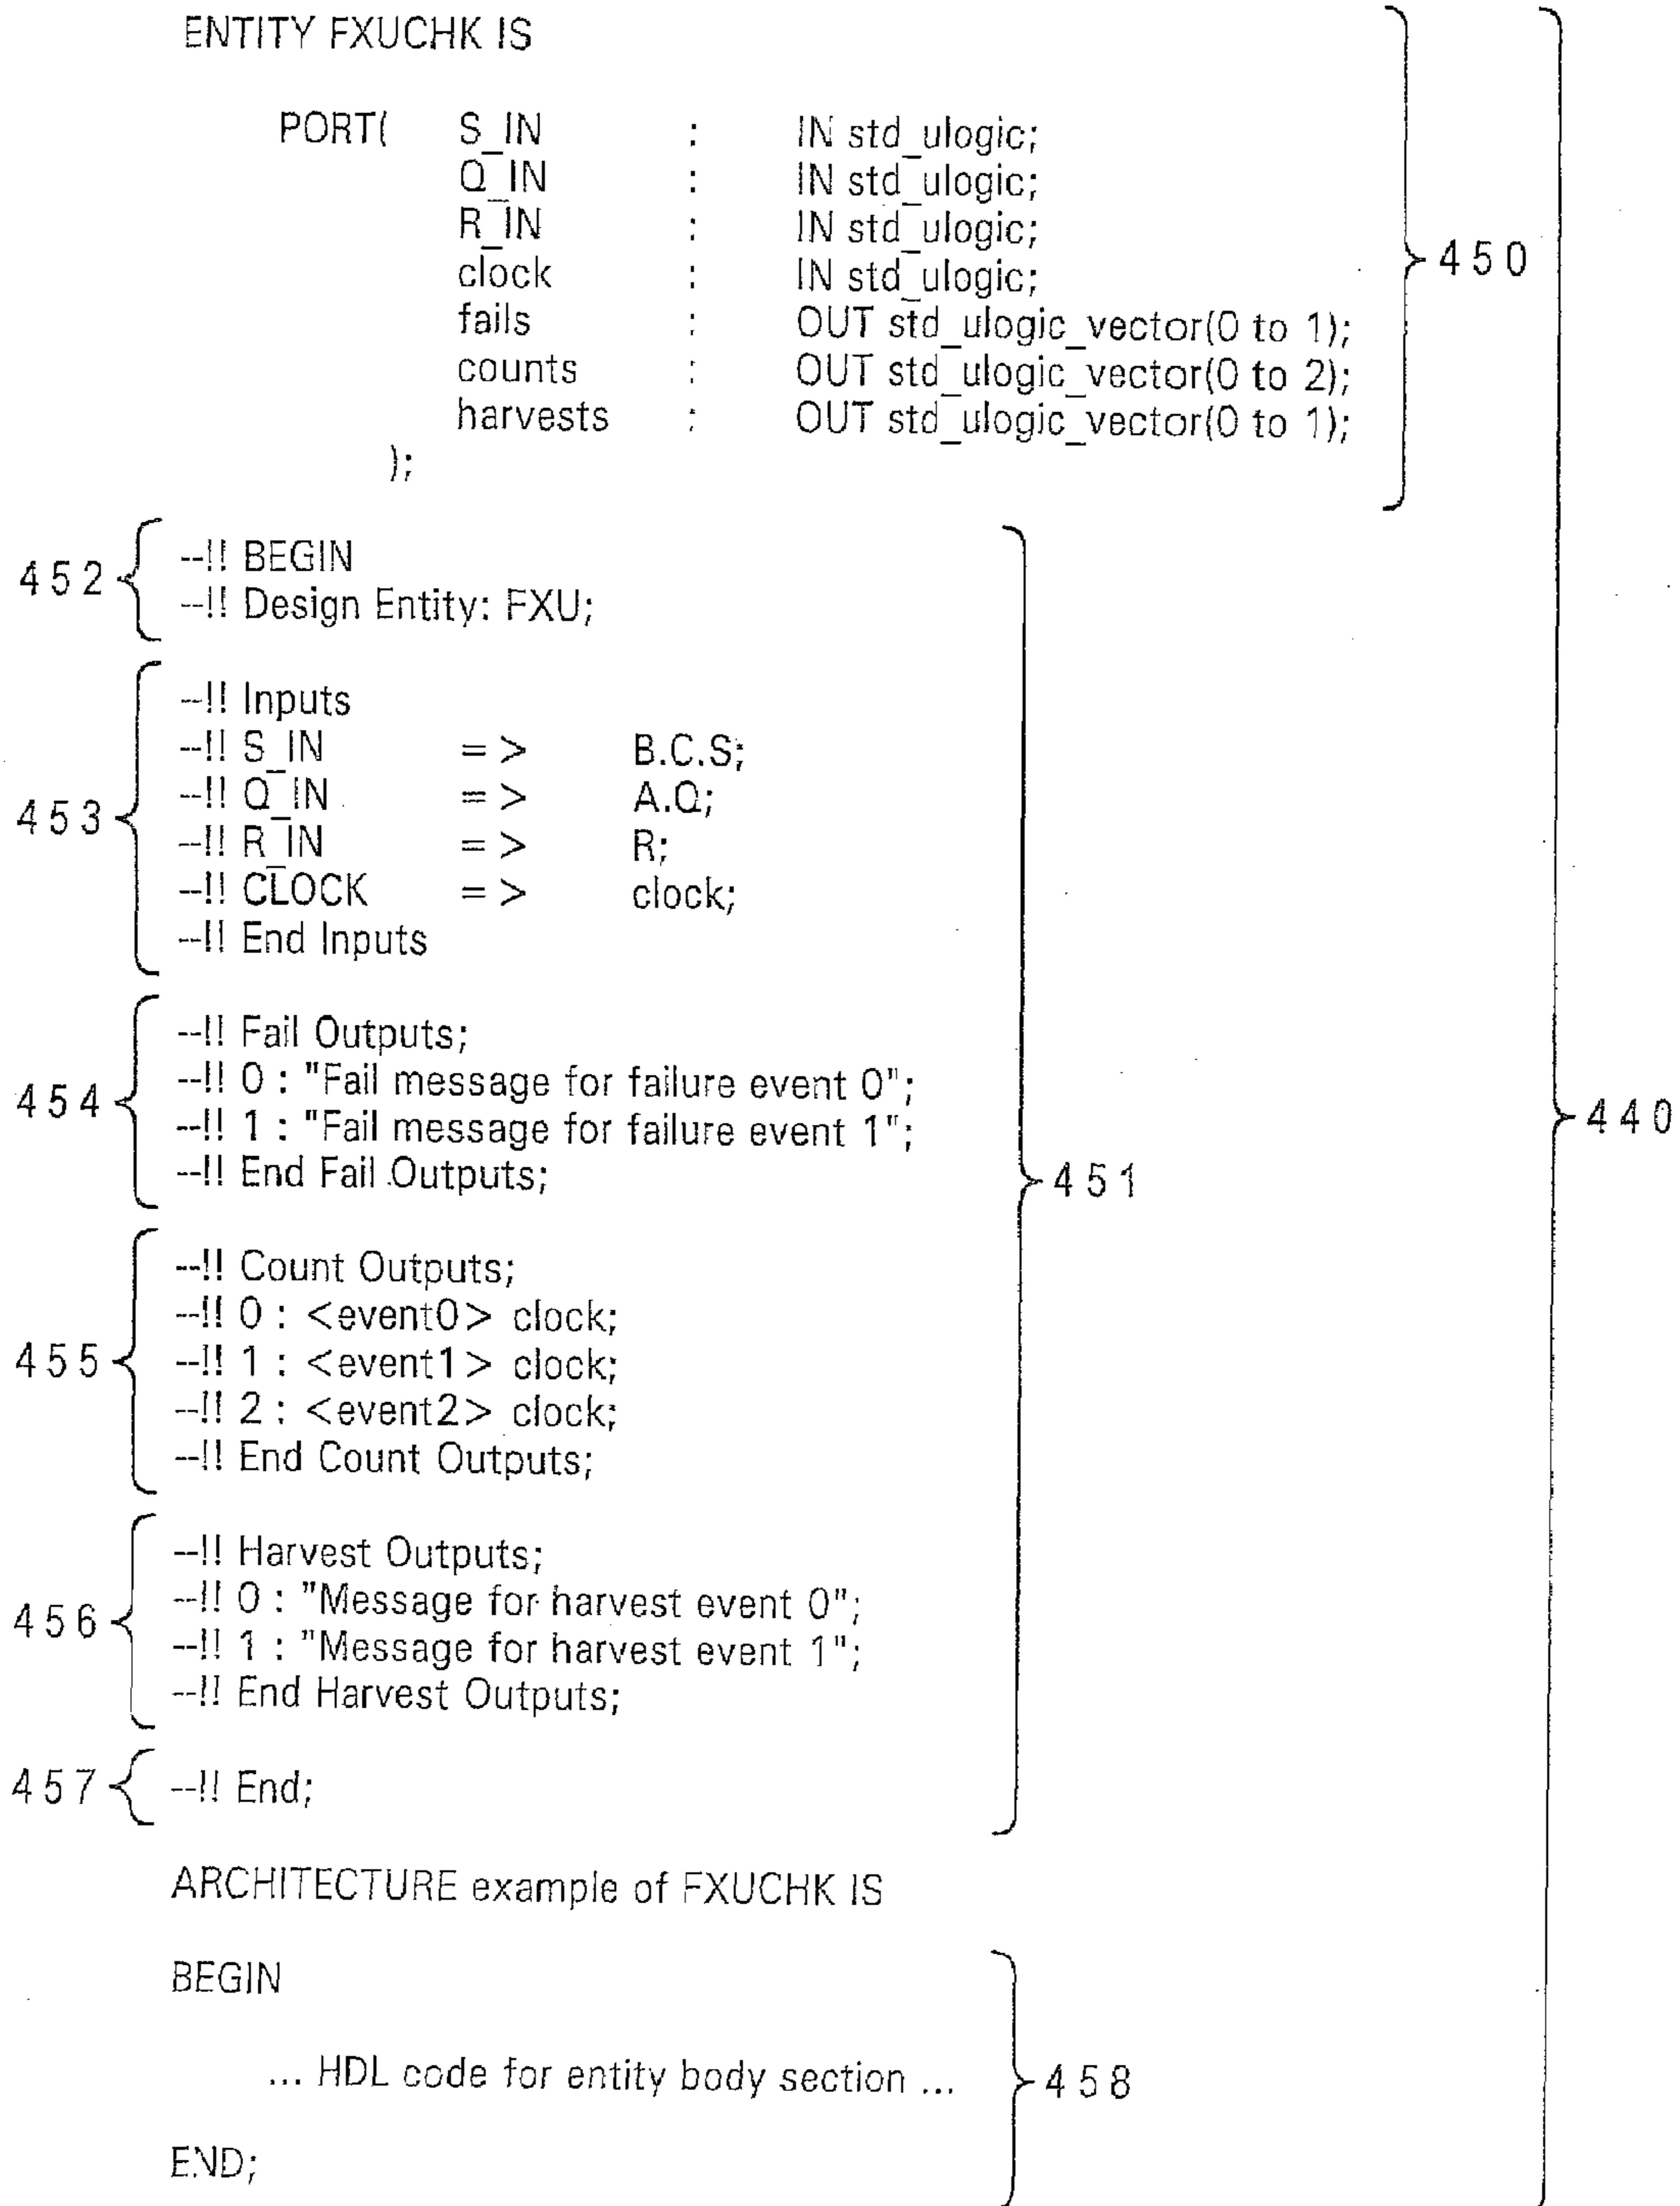 ENTITY FXUCHK IS
PORT( S_IN : IN std_ulogic;
Q_IN : IN std_ulogic;
R_IN : IN std_ulogic;
clock : IN std_ulogic;
fails : OUT std_ulogic_vector(0 to 1);
counts : OUT std_ulogic_vector(0 to 2);
harvests : OUT std_ulogic_vector(0 to 1);
);
450
452
--!! BEGIN
--!! Design Entity: FXU;
453
--!! Inputs
--!! S_IN => B.C.S;
--!! Q_IN => A.Q;
--!! R_IN => R;
--!! CLOCK => clock;
--!! End Inputs
454
--!! Fail Outputs;
--!! 0 : "Fail message for failure event 0";
--!! 1 : "Fail message for failure event 1";
--!! End Fail Outputs;
451
440
455
--!! Count Outputs;
--!! 0 : <event0> clock;
--!! 1 : <event1> clock;
--!! 2 : <event2> clock;
--!! End Count Outputs;
456
--!! Harvest Outputs;
--!! 0 : "Message for harvest event 0";
--!! 1 : "Message for harvest event 1";
--!! End Harvest Outputs;
457
--!! End;
ARCHITECTURE example of FXUCHK IS
BEGIN
... HDL code for entity body section ...
458
END;